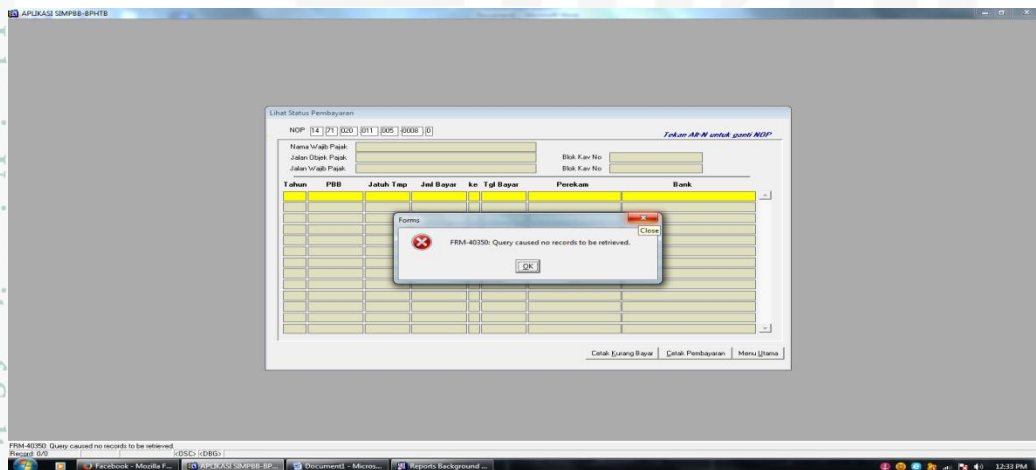 APLIKASI SIMPBB-BPHTB
Lihat Status Pembayaran
NOP 14 71 020 011 005 0008 0
Tekan Alt-N untuk ganti NOP
Nama Wajib Pajak
Jalan Objek Pajak Blok Kav No
Jalan Wajib Pajak Blok Kav No
Tahun PBB Jatuh Tmp Jml Bayar ke Tgl Bayar Perekam Bank
Forms
Close
FRM-40350: Query caused no records to be retrieved.
OK
Cetak Kurang Bayar Cetak Pembayaran Menu Utama
FRM-40350: Query caused no records to be retrieved.
Record: 0/0 <OSC> <DBG>
Facebook - Mozilla F... APLIKASI SIMPBB-BP... Document1 - Micros... Reports Background ... 12:33 PM